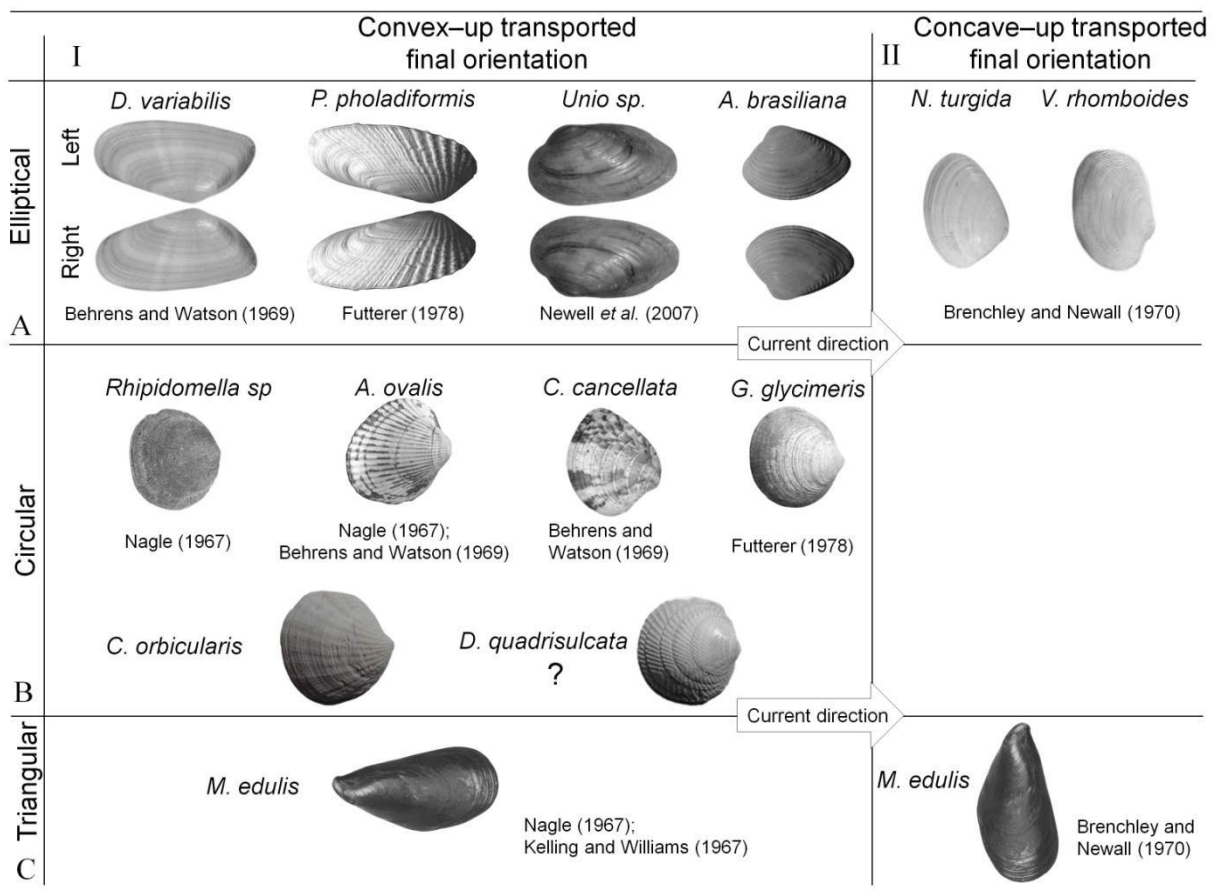 I
Convex–up transported
final orientation
II
Concave–up transported
final orientation
Elliptical
Left
Right
D. variabilis
P. pholadiformis
Unio sp.
A. brasiliana
N. turgida
V. rhomboides
Behrens and Watson (1969)
Futterer (1978)
Newell et al. (2007)
Brenchley and Newall (1970)
A
Current direction
Circular
Rhipidomella sp
A. ovalis
C. cancellata
G. glycimeris
Nagle (1967)
Nagle (1967);
Behrens and Watson (1969)
Behrens and
Watson (1969)
Futterer (1978)
C. orbicularis
D. quadrisulcata
?
B
Current direction
Triangular
M. edulis
Nagle (1967);
Kelling and Williams (1967)
M. edulis
Brenchley and
Newall (1970)
C